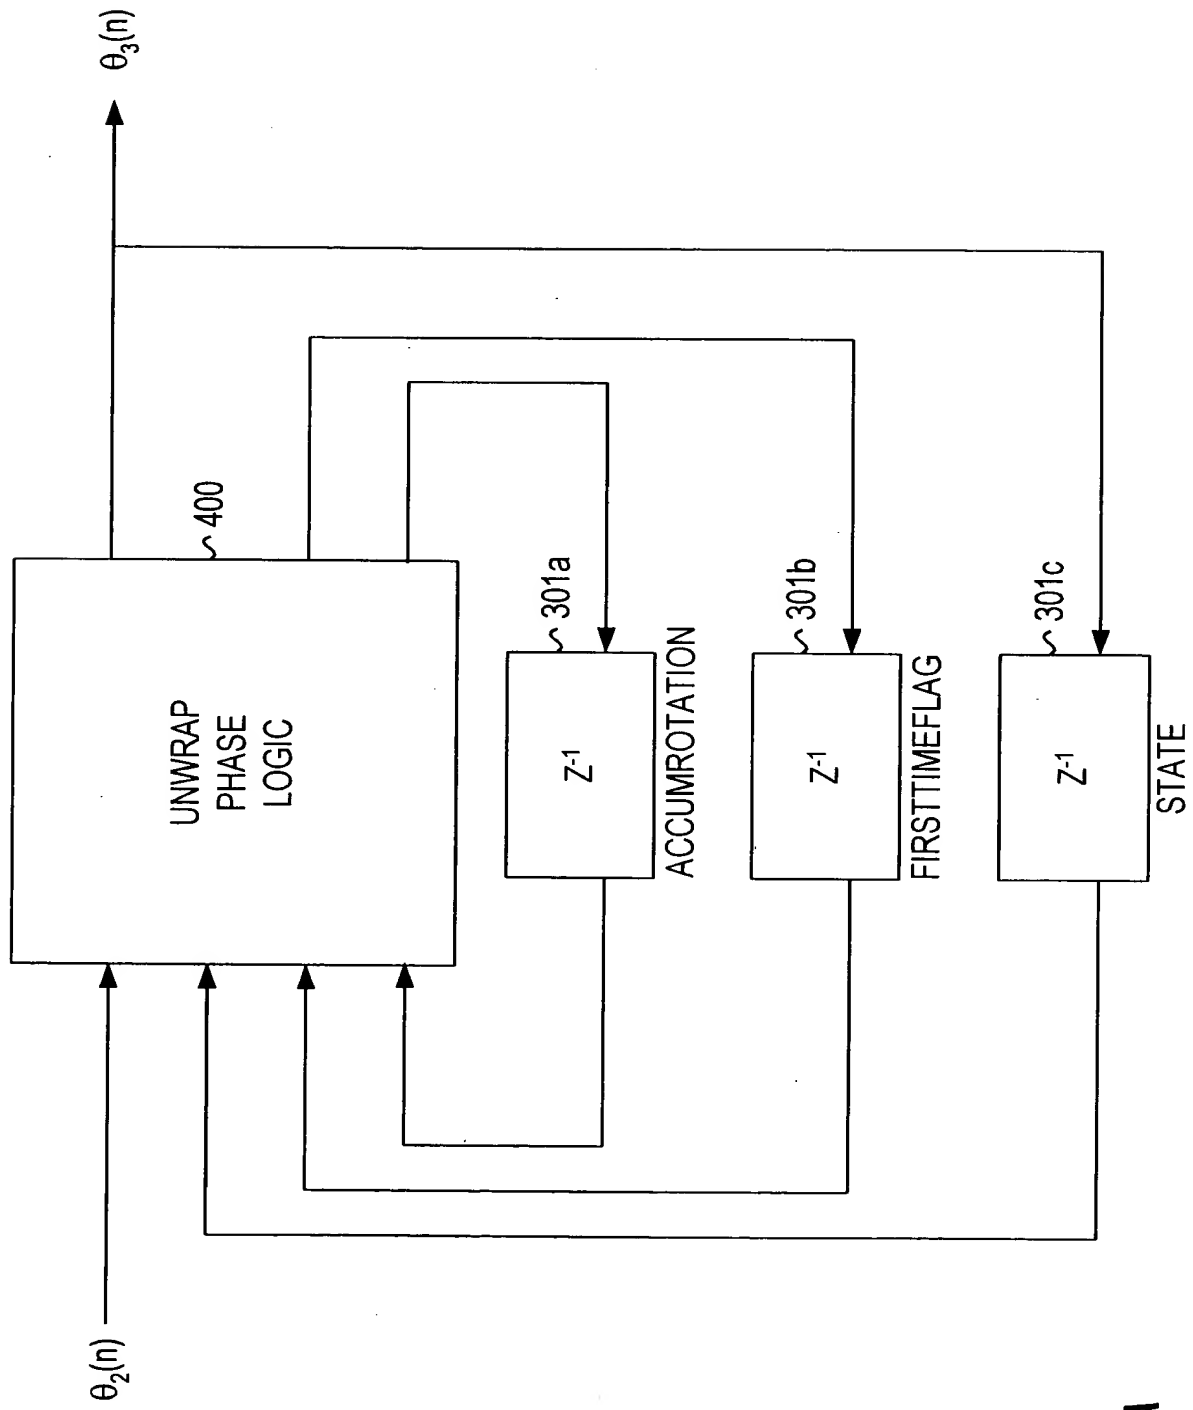 θ₂(n)
θ₃(n)
UNWRAP
PHASE
LOGIC
400
Z⁻¹
301a
ACCUMROTATION
Z⁻¹
301b
FIRSTTIMEFLAG
Z⁻¹
301c
STATE